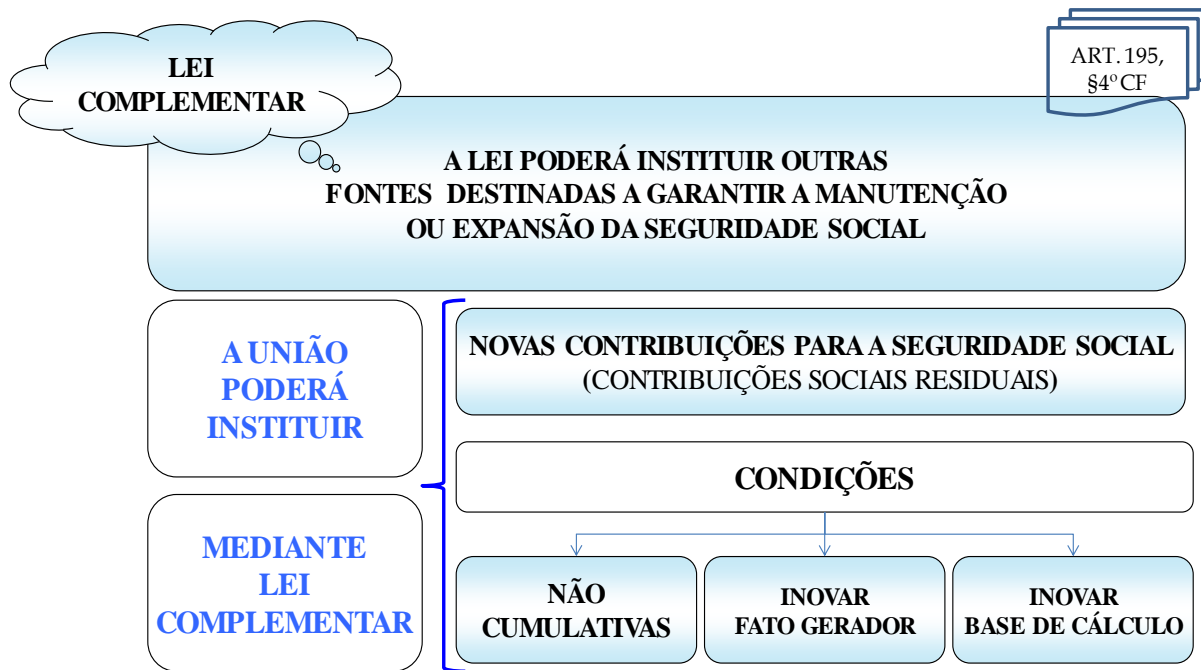 LEI
COMPLEMENTAR
ART. 195,
§4º CF
A LEI PODERÁ INSTITUIR OUTRAS
FONTES DESTINADAS A GARANTIR A MANUTENÇÃO
OU EXPANSÃO DA SEGURIDADE SOCIAL
A UNIÃO
PODERÁ
INSTITUIR
NOVAS CONTRIBUIÇÕES PARA A SEGURIDADE SOCIAL
(CONTRIBUIÇÕES SOCIAIS RESIDUAIS)
CONDIÇÕES
MEDIANTE
LEI
COMPLEMENTAR
NÃO
CUMULATIVAS
INOVAR
FATO GERADOR
INOVAR
BASE DE CÁLCULO